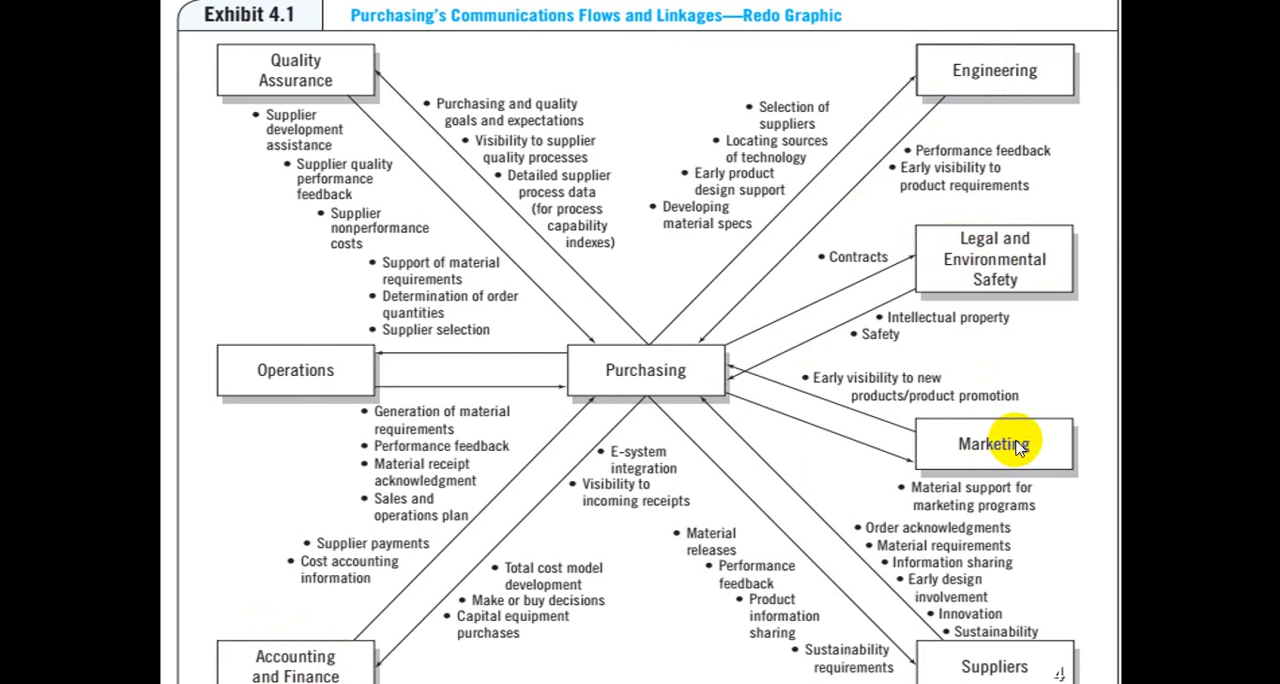 Exhibit 4.1
Purchasing's Communications Flows and Linkages—Redo Graphic
Quality
Assurance
Engineering
• Purchasing and quality
goals and expectations
• Visibility to supplier
quality processes
• Detailed supplier
process data
(for process
capability
indexes)
• Supplier
development
assistance
• Supplier quality
performance
feedback
• Supplier
nonperformance
costs
• Selection of
suppliers
• Locating sources
of technology
• Early product
design support
• Developing
material specs
• Performance feedback
• Early visibility to
product requirements
Legal and
Environmental
Safety
• Contracts
• Intellectual property
• Safety
• Support of material
requirements
• Determination of order
quantities
• Supplier selection
Operations
Purchasing
• Early visibility to new
products/product promotion
Marketing
• Generation of material
requirements
• Performance feedback
• Material receipt
acknowledgment
• Sales and
operations plan
• E-system
integration
• Visibility to
incoming receipts
• Material support for
marketing programs
• Supplier payments
• Cost accounting
information
• Total cost model
development
• Make or buy decisions
• Capital equipment
purchases
• Material
releases
• Performance
feedback
• Product
information
sharing
• Sustainability
requirements
• Order acknowledgments
• Material requirements
• Information sharing
• Early design
involvement
• Innovation
• Sustainability
Accounting
and Finance
Suppliers
4